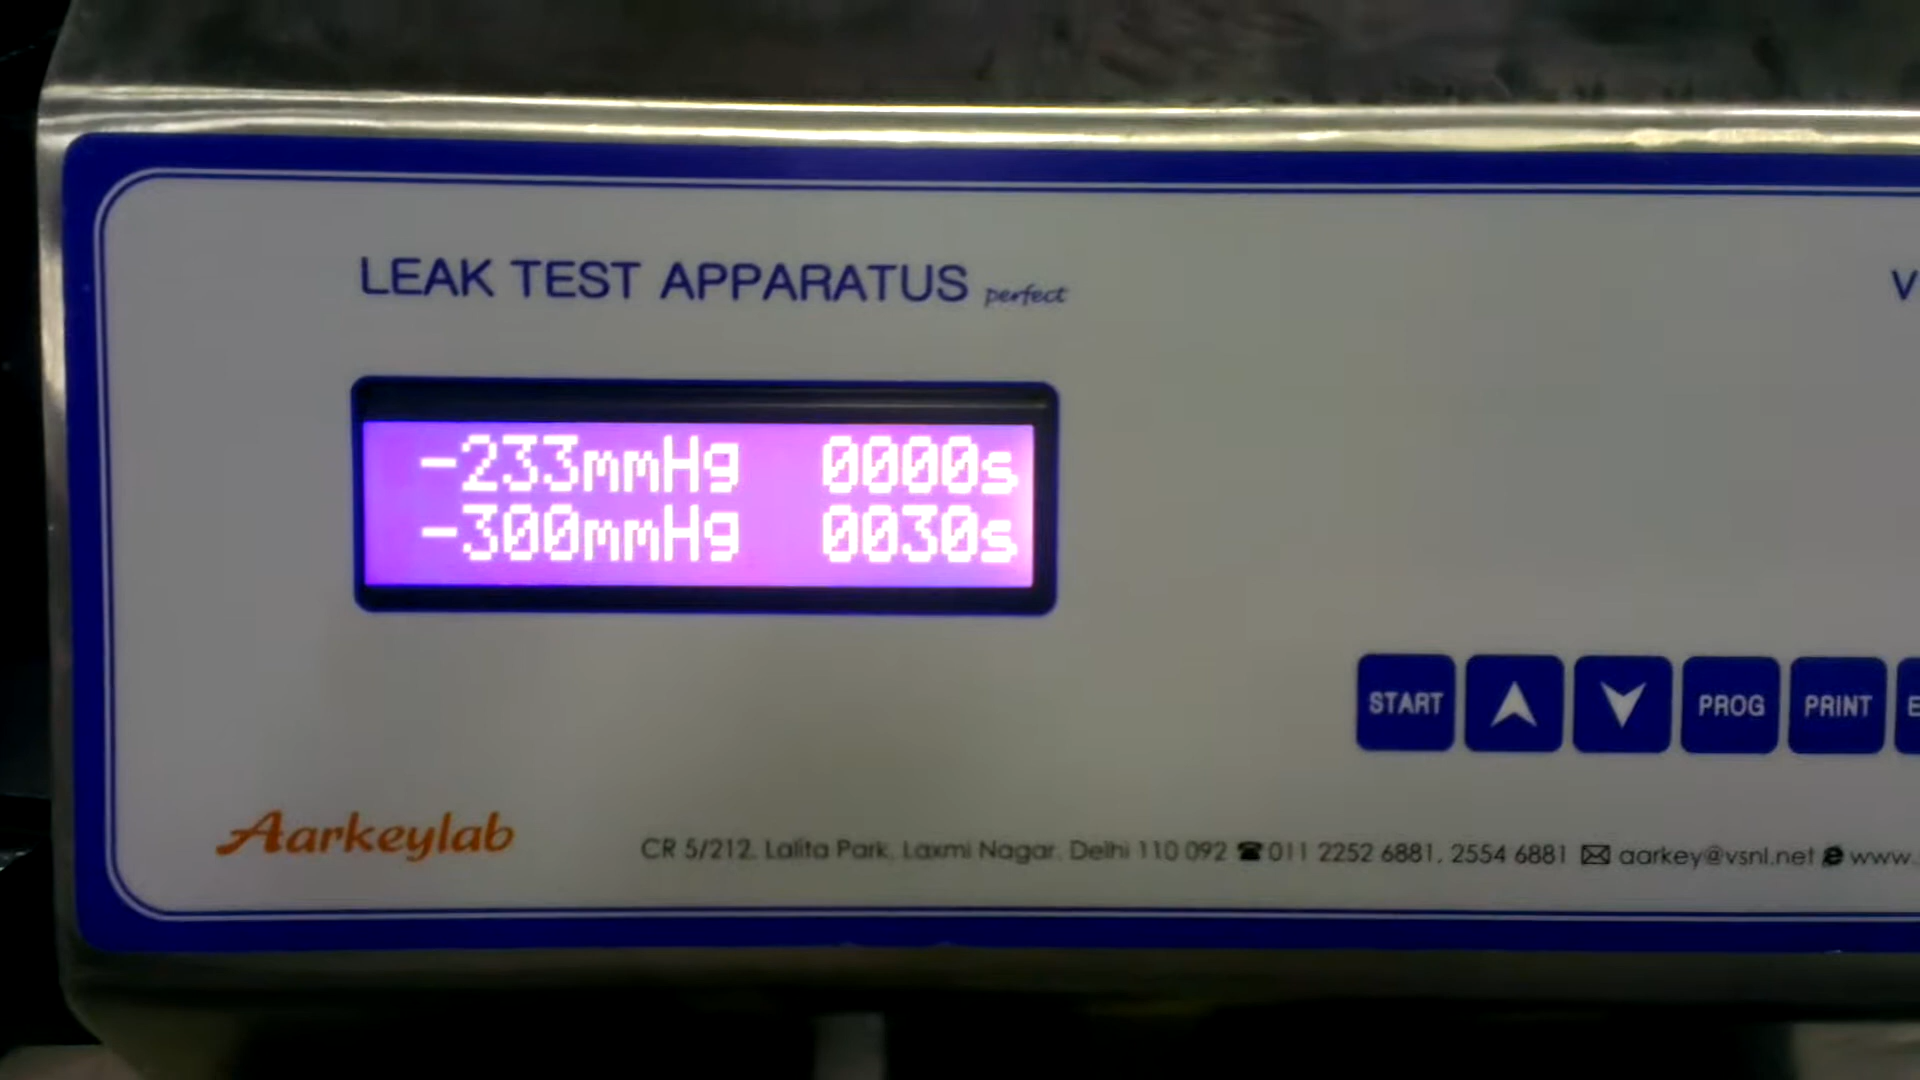 LEAK TEST APPARATUS perfect
-233mmHg 0000s
-300mmHg 0030s
START PROG PRINT
Aarkeylab
CR 5/212, Lalita Park, Laxmi Nagar, Delhi 110 092 ☎ 011 2252 6881, 2554 6881 ✉ aarkey@vsnl.net www.